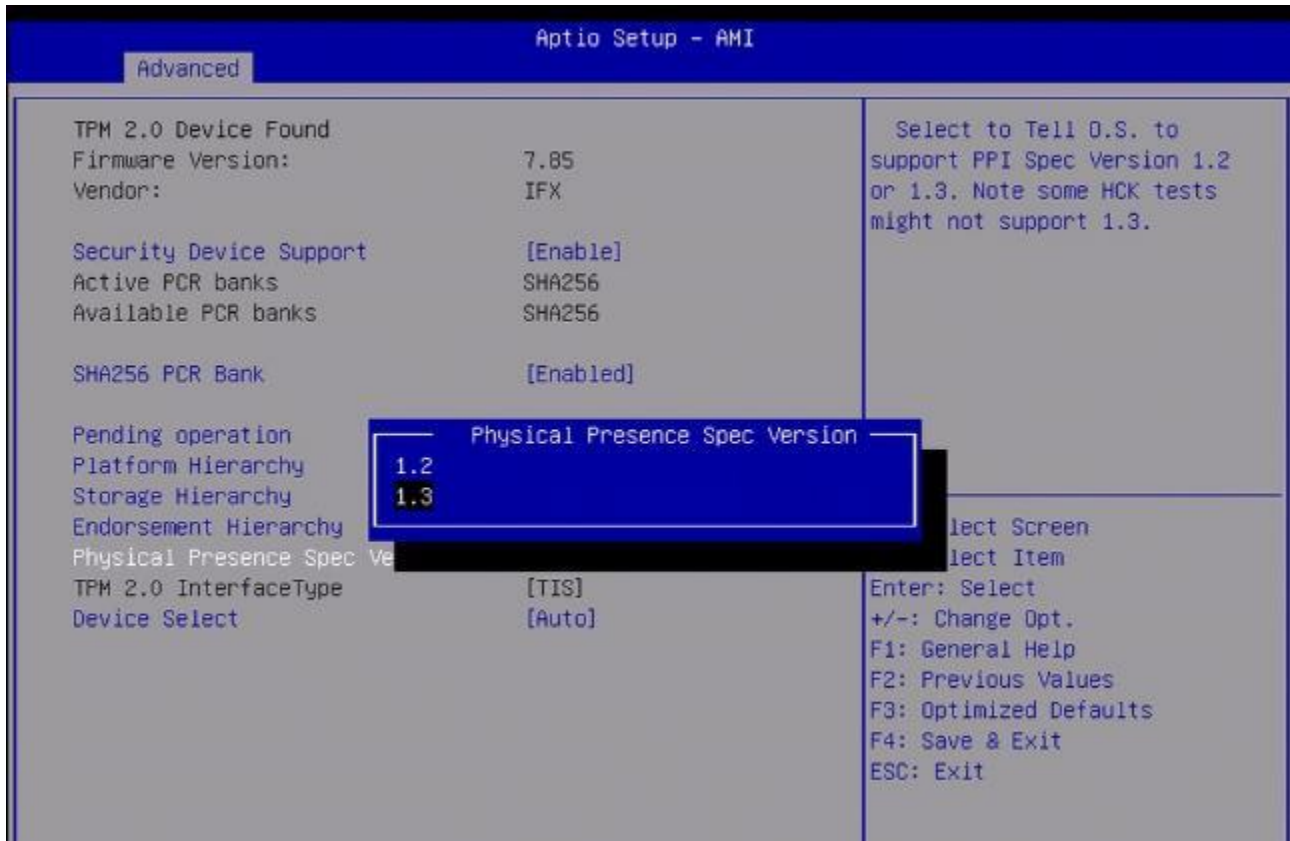 Aptio Setup - AMI
Advanced
TPM 2.0 Device Found
Firmware Version: 7.85
Vendor: IFX
Security Device Support [Enable]
Active PCR banks SHA256
Available PCR banks SHA256
SHA256 PCR Bank [Enabled]
Pending operation
Platform Hierarchy
Storage Hierarchy
Endorsement Hierarchy
Physical Presence Spec Ve
TPM 2.0 InterfaceType [TIS]
Device Select [Auto]
Physical Presence Spec Version
1.2
1.3
Select to Tell O.S. to
support PPI Spec Version 1.2
or 1.3. Note some HCK tests
might not support 1.3.
lect Screen
lect Item
Enter: Select
+/-: Change Opt.
F1: General Help
F2: Previous Values
F3: Optimized Defaults
F4: Save & Exit
ESC: Exit